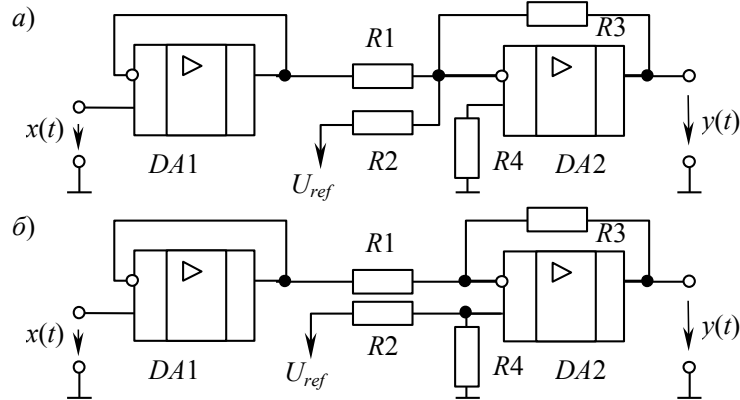 а)
R1
R3
x(t)
y(t)
DA1
R2
R4
DA2
U_ref
б)
R1
R3
x(t)
y(t)
DA1
R2
R4
DA2
U_ref